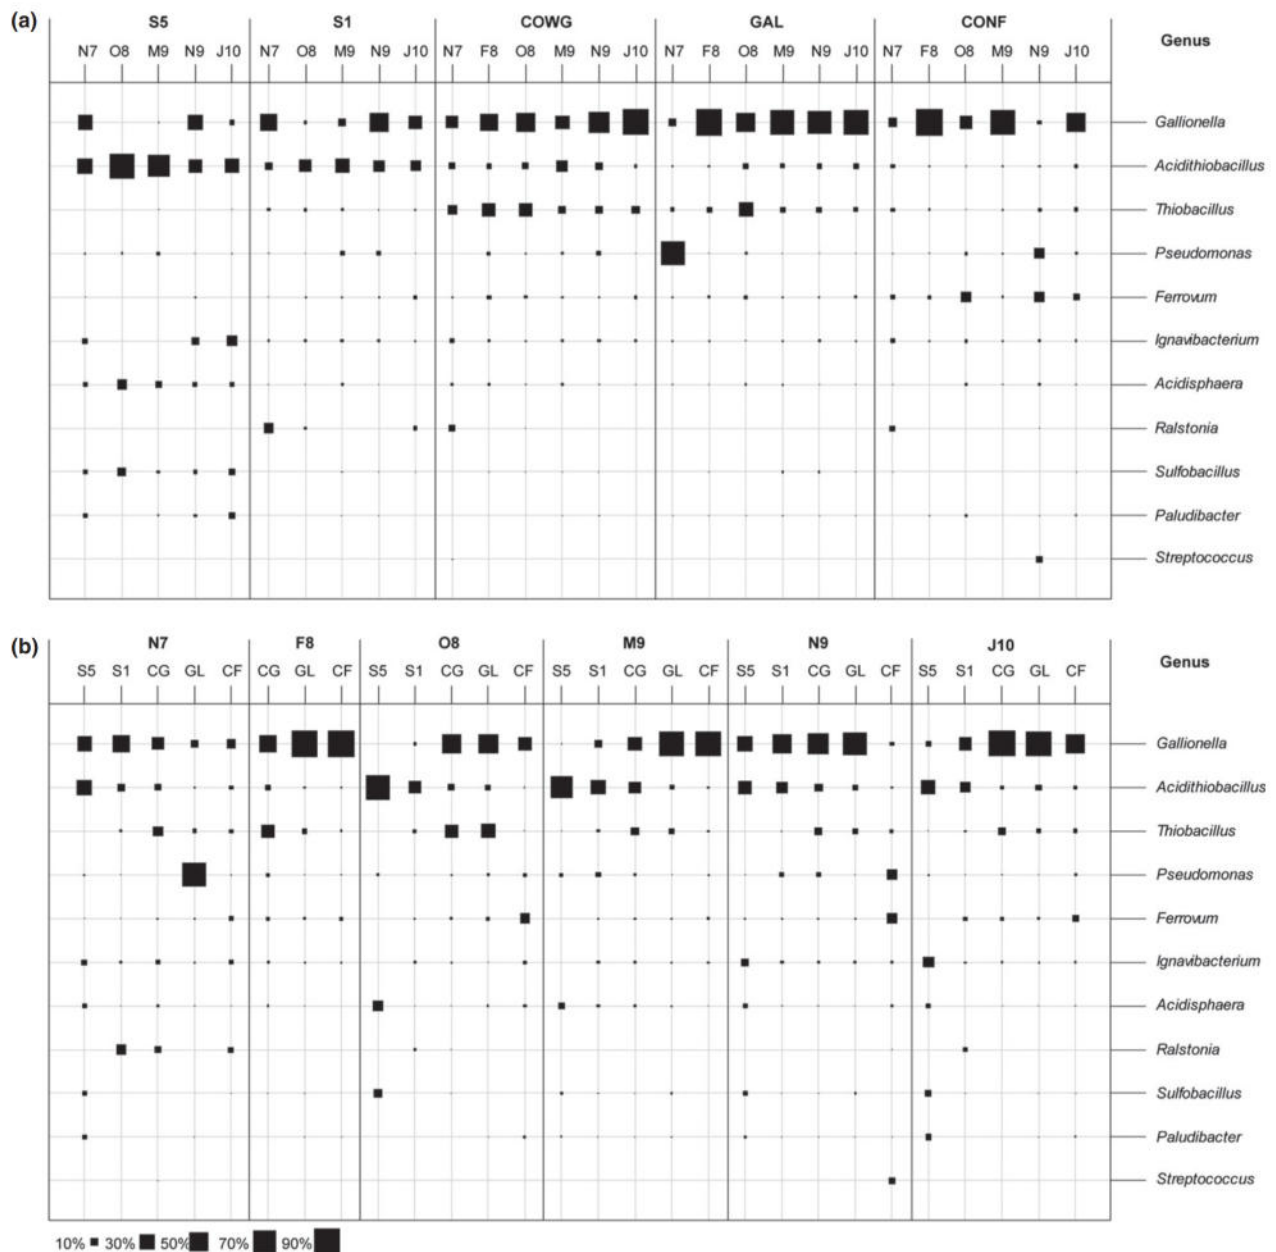 (a)
S5 S1 COWG GAL CONF
Genus
N7 O8 M9 N9 J10 N7 O8 M9 N9 J10 N7 F8 O8 M9 N9 J10 N7 F8 O8 M9 N9 J10 N7 F8 O8 M9 N9 J10
Gallionella
Acidithiobacillus
Thiobacillus
Pseudomonas
Ferrovum
Ignavibacterium
Acidisphaera
Ralstonia
Sulfobacillus
Paludibacter
Streptococcus
(b)
N7 F8 O8 M9 N9 J10
Genus
S5 S1 CG GL CF CG GL CF S5 S1 CG GL CF S5 S1 CG GL CF S5 S1 CG GL CF S5 S1 CG GL CF
Gallionella
Acidithiobacillus
Thiobacillus
Pseudomonas
Ferrovum
Ignavibacterium
Acidisphaera
Ralstonia
Sulfobacillus
Paludibacter
Streptococcus
10% 30% 50% 70% 90%